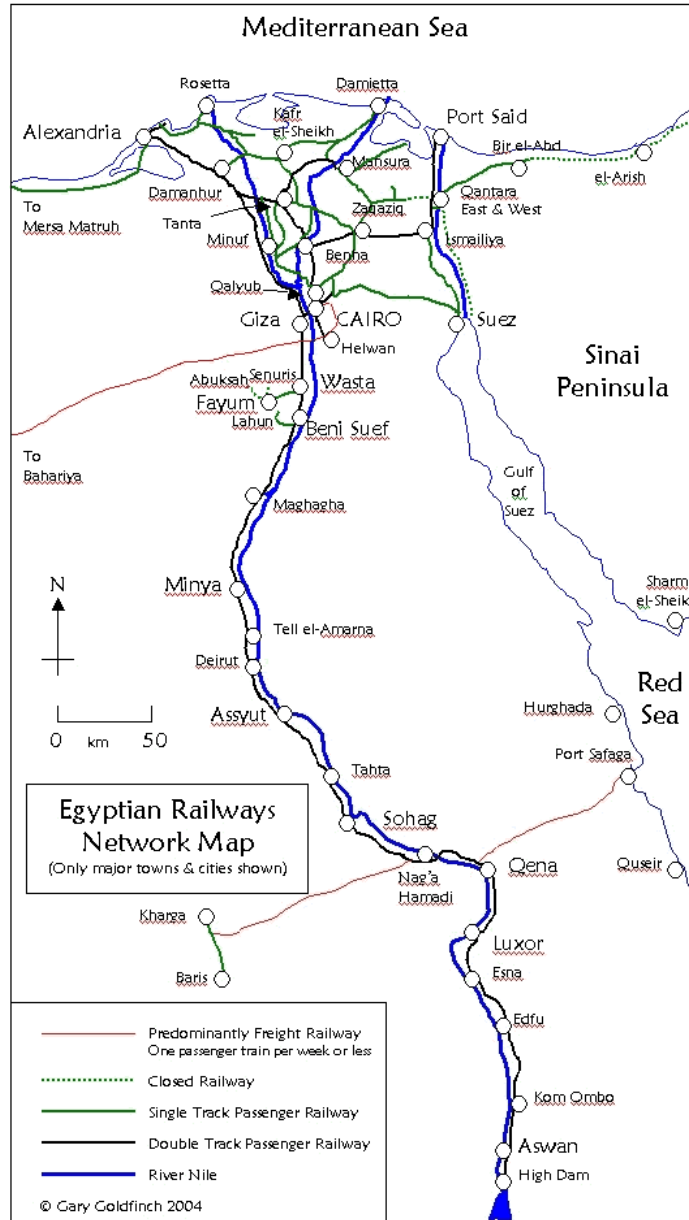 Mediterranean Sea
Rosetta
Damietta
Kafr
el-Sheikh
Port Said
Alexandria
Bir el-Abd
Mansura
el-Arish
Damanhur
To
Mersa Matruh
Tanta
Zagaziq
Qantara
East & West
Minuf
Benha
Ismailiya
Qalyub
Giza
CAIRO
Suez
Helwan
Sinai
Peninsula
Abuksah
Senuris
Wasta
Fayum
Lahun
Beni Suef
To
Bahariya
Gulf
of
Suez
Maghagha
N
Minya
Sharm
el-Sheik
Tell el-Amarna
Deirut
Red
Sea
Assyut
Hurghada
0 km 50
Port Safaga
Tahta
Egyptian Railways
Network Map
(Only major towns & cities shown)
Sohag
Nag'a
Hamadi
Qena
Quseir
Kharga
Luxor
Baris
Esna
Edfu
Predominantly Freight Railway
One passenger train per week or less
Closed Railway
Single Track Passenger Railway
Double Track Passenger Railway
River Nile
© Gary Goldfinch 2004
Kom Ombo
Aswan
High Dam